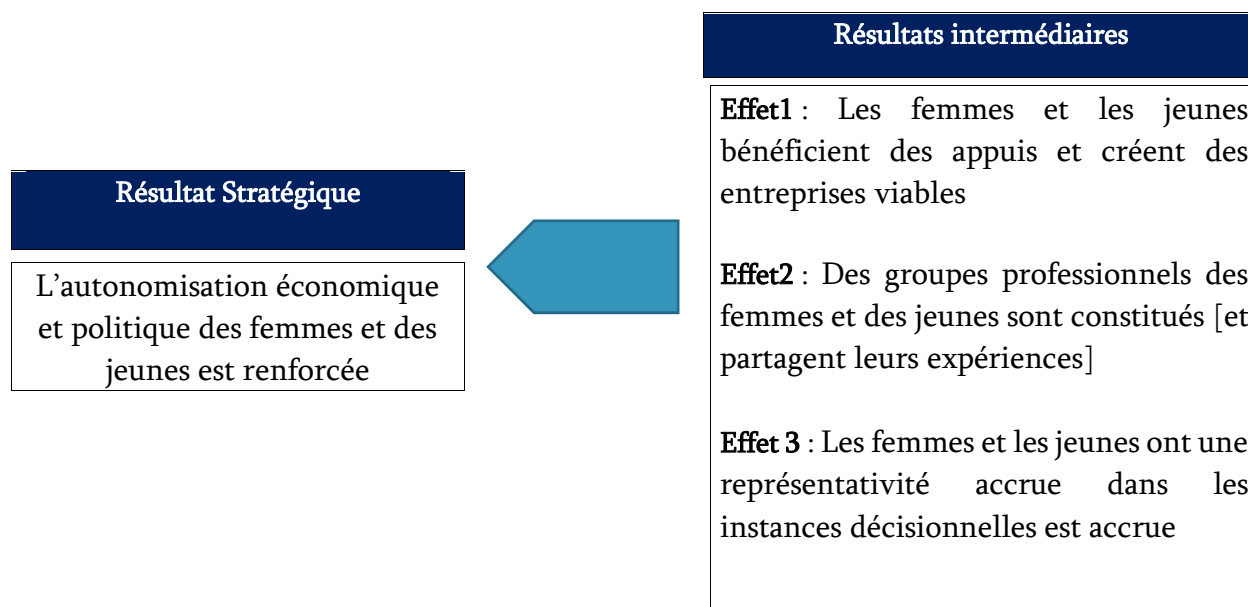 Résultat Stratégique
L’autonomisation économique
et politique des femmes et des
jeunes est renforcée
Résultats intermédiaires
Effet1 : Les femmes et les jeunes
bénéficient des appuis et créent des
entreprises viables
Effet2 : Des groupes professionnels des
femmes et des jeunes sont constitués [et
partagent leurs expériences]
Effet 3 : Les femmes et les jeunes ont une
représentativité accrue dans les
instances décisionnelles est accrue